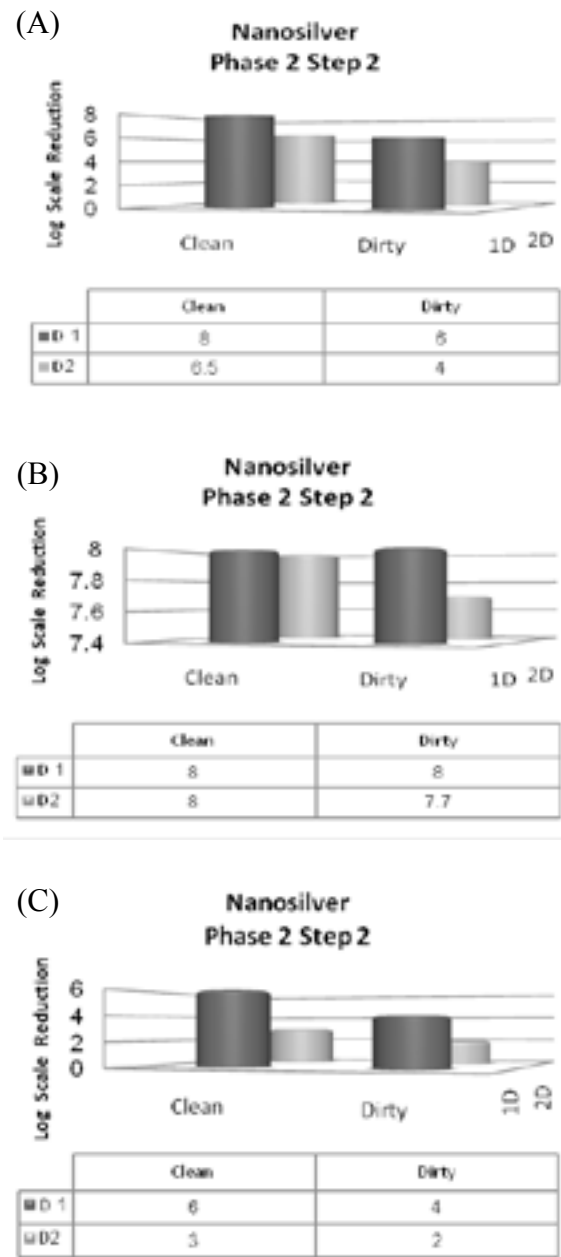 (A)
Nanosilver
Phase 2 Step 2
Log Scale Reduction
8
6
4
2
0
Clean Dirty 1D 2D
Clean Dirty
D 1 8 6
D2 6.5 4
(B)
Nanosilver
Phase 2 Step 2
Log Scale Reduction
8
7.8
7.6
7.4
Clean Dirty 1D 2D
Clean Dirty
D 1 8 8
D2 8 7.7
(C)
Nanosilver
Phase 2 Step 2
Log Scale Reduction
6
4
2
0
Clean Dirty 1D 2D
Clean Dirty
D 1 6 4
D2 3 2